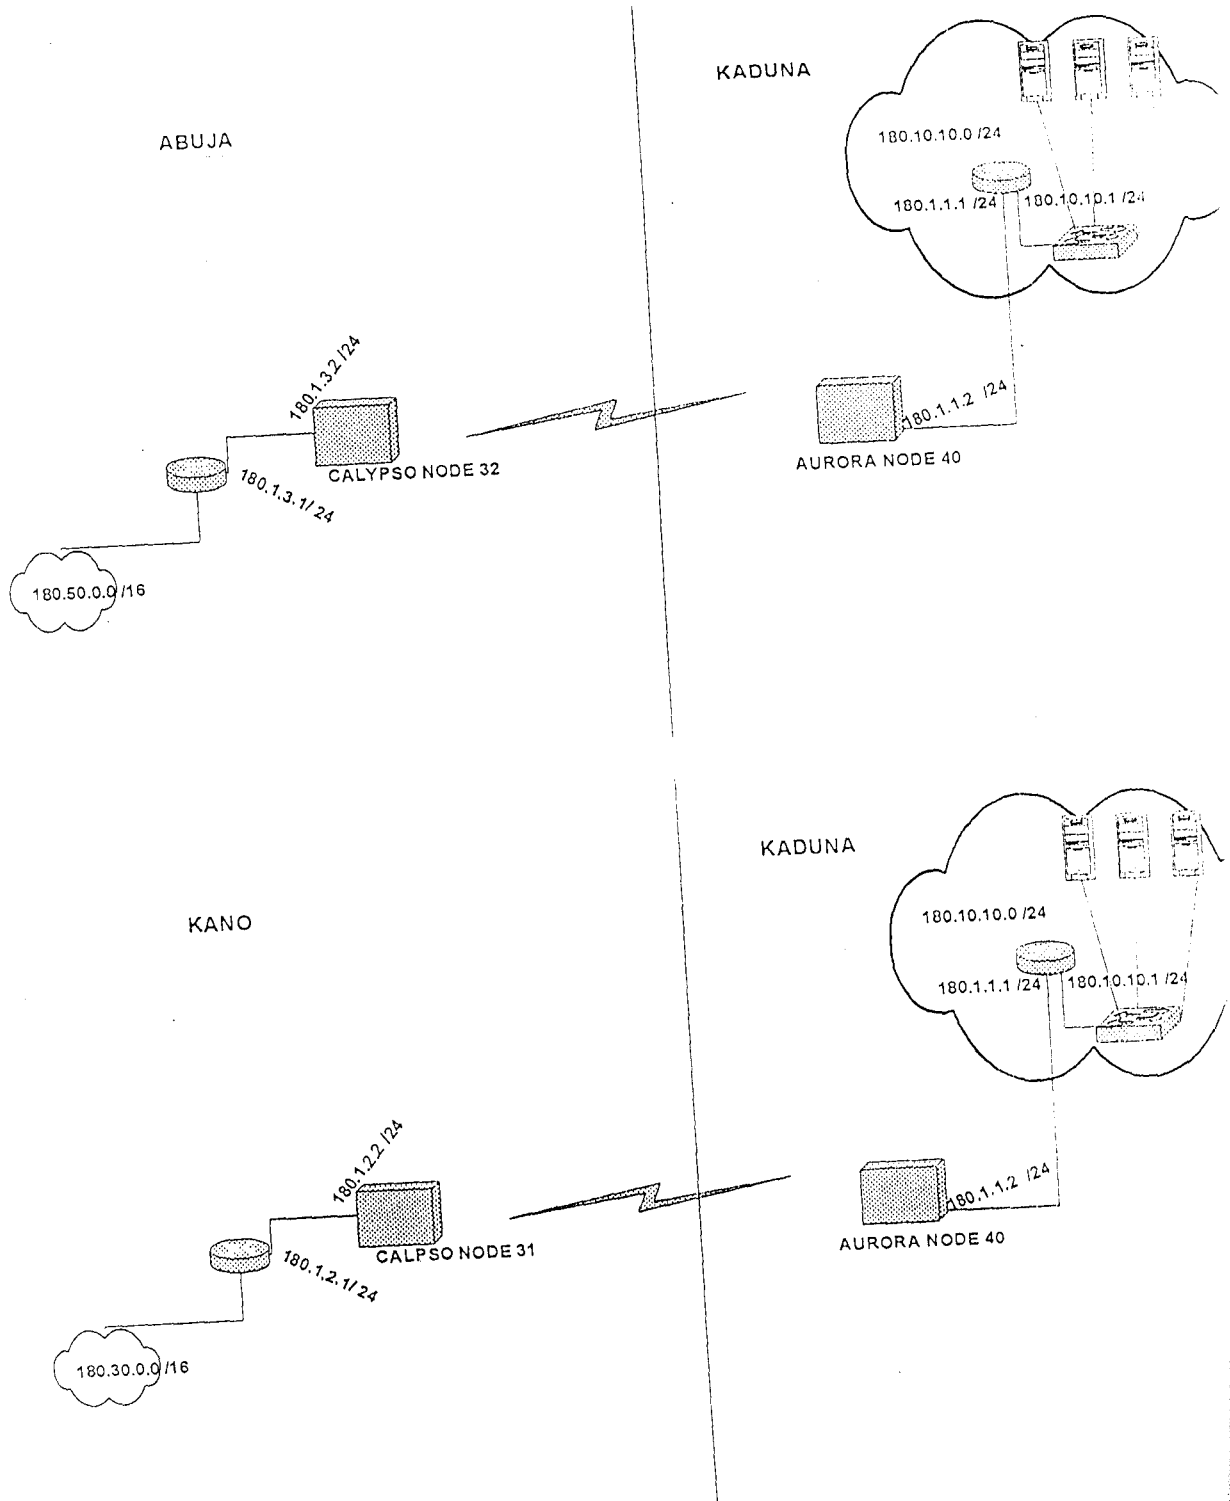 KADUNA
ABUJA
180.10.10.0 /24
180.1.1.1 /24
180.10.10.1 /24
180.1.3.2 /24
180.1.1.2 /24
CALYPSO NODE 32
AURORA NODE 40
180.1.3.1/ 24
180.50.0.0 /16
KADUNA
KANO
180.10.10.0 /24
180.1.1.1 /24
180.10.10.1 /24
180.1.2.2 /24
180.1.1.2 /24
CALPSO NODE 31
AURORA NODE 40
180.1.2.1/ 24
180.30.0.0 /16